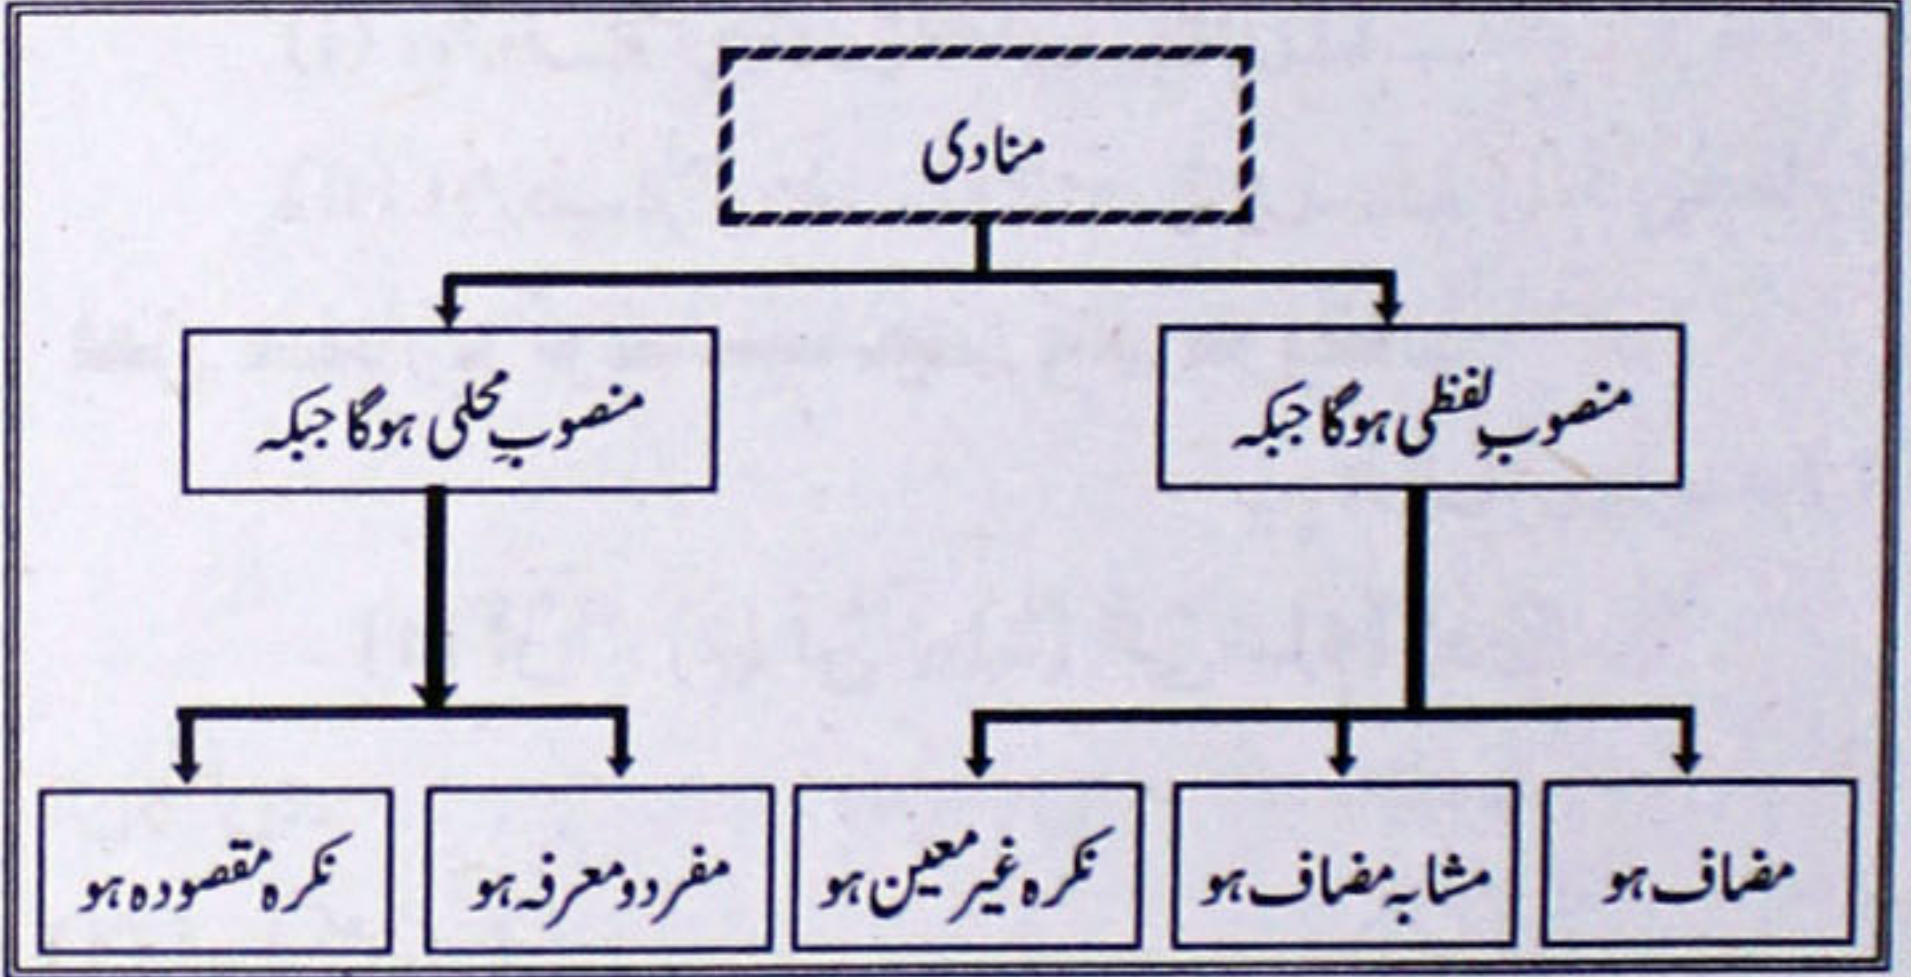 منادی
منصوبِ لفظی ہوگا جبکہ
منصوبِ محلی ہوگا جبکہ
مضاف ہو
مشابہ مضاف ہو
نکرہ غیر معین ہو
مفرد و معرفہ ہو
نکرہ مقصودہ ہو